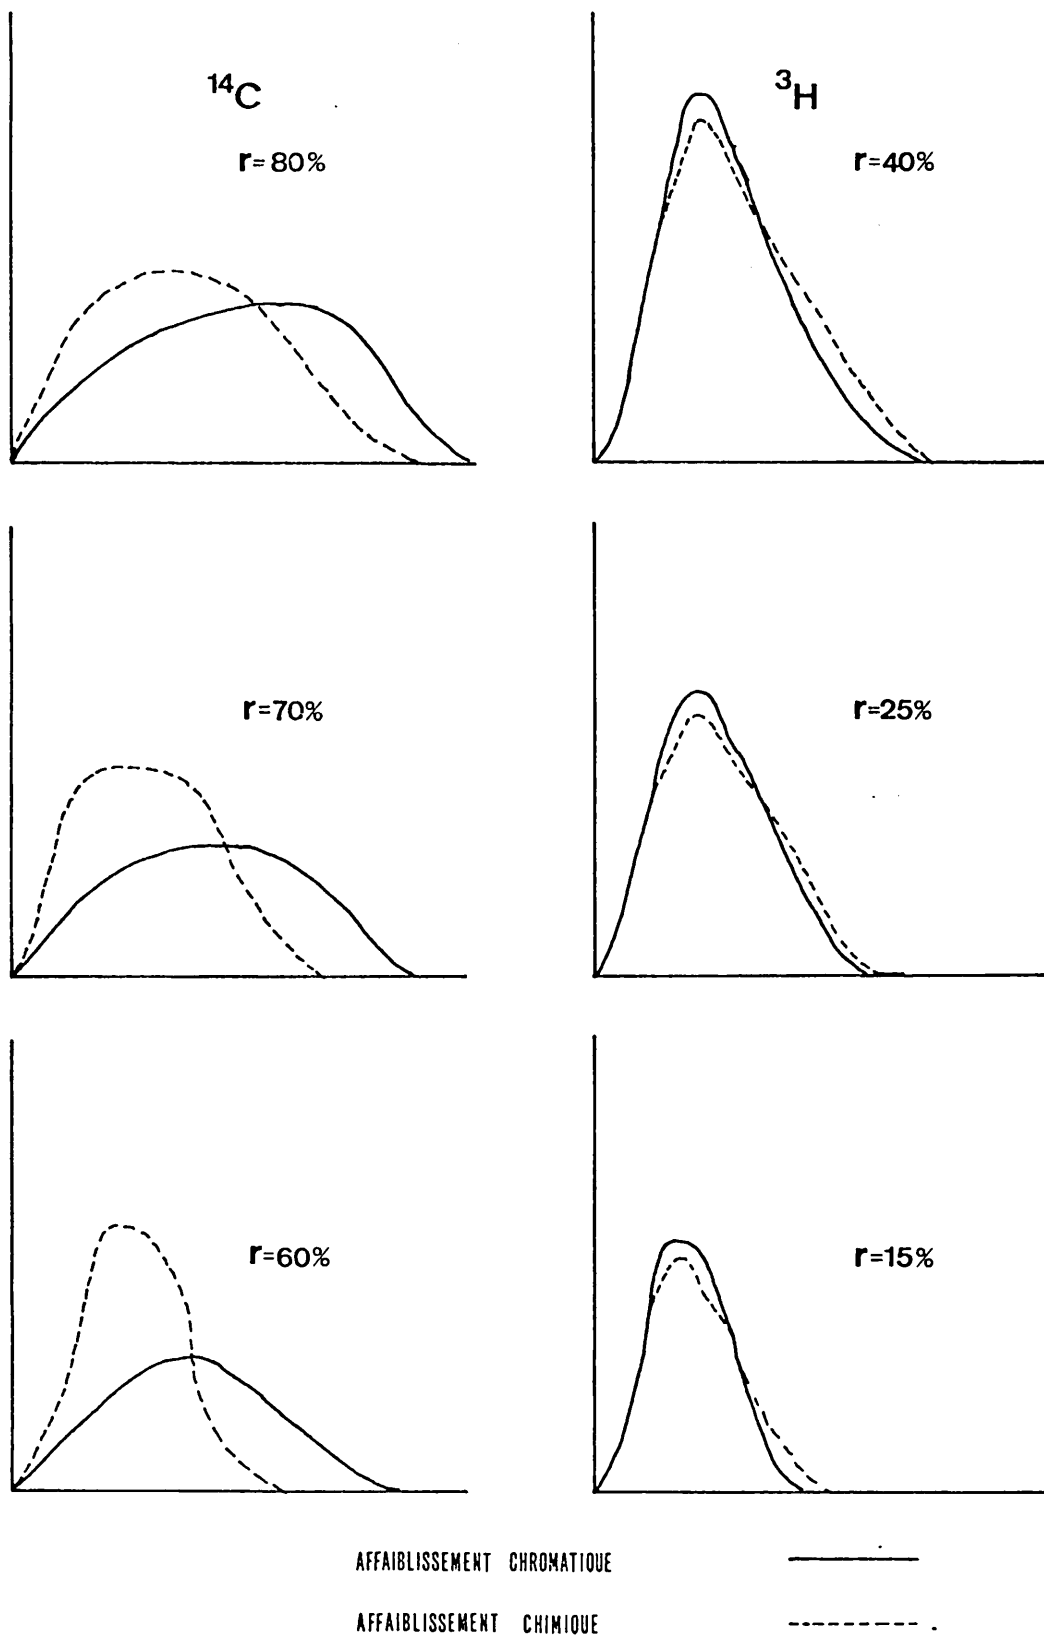 ¹⁴C
³H
r=80%
r=40%
r=70%
r=25%
r=60%
r=15%
AFFAIBLISSEMENT CHROMATIQUE
AFFAIBLISSEMENT CHIMIQUE